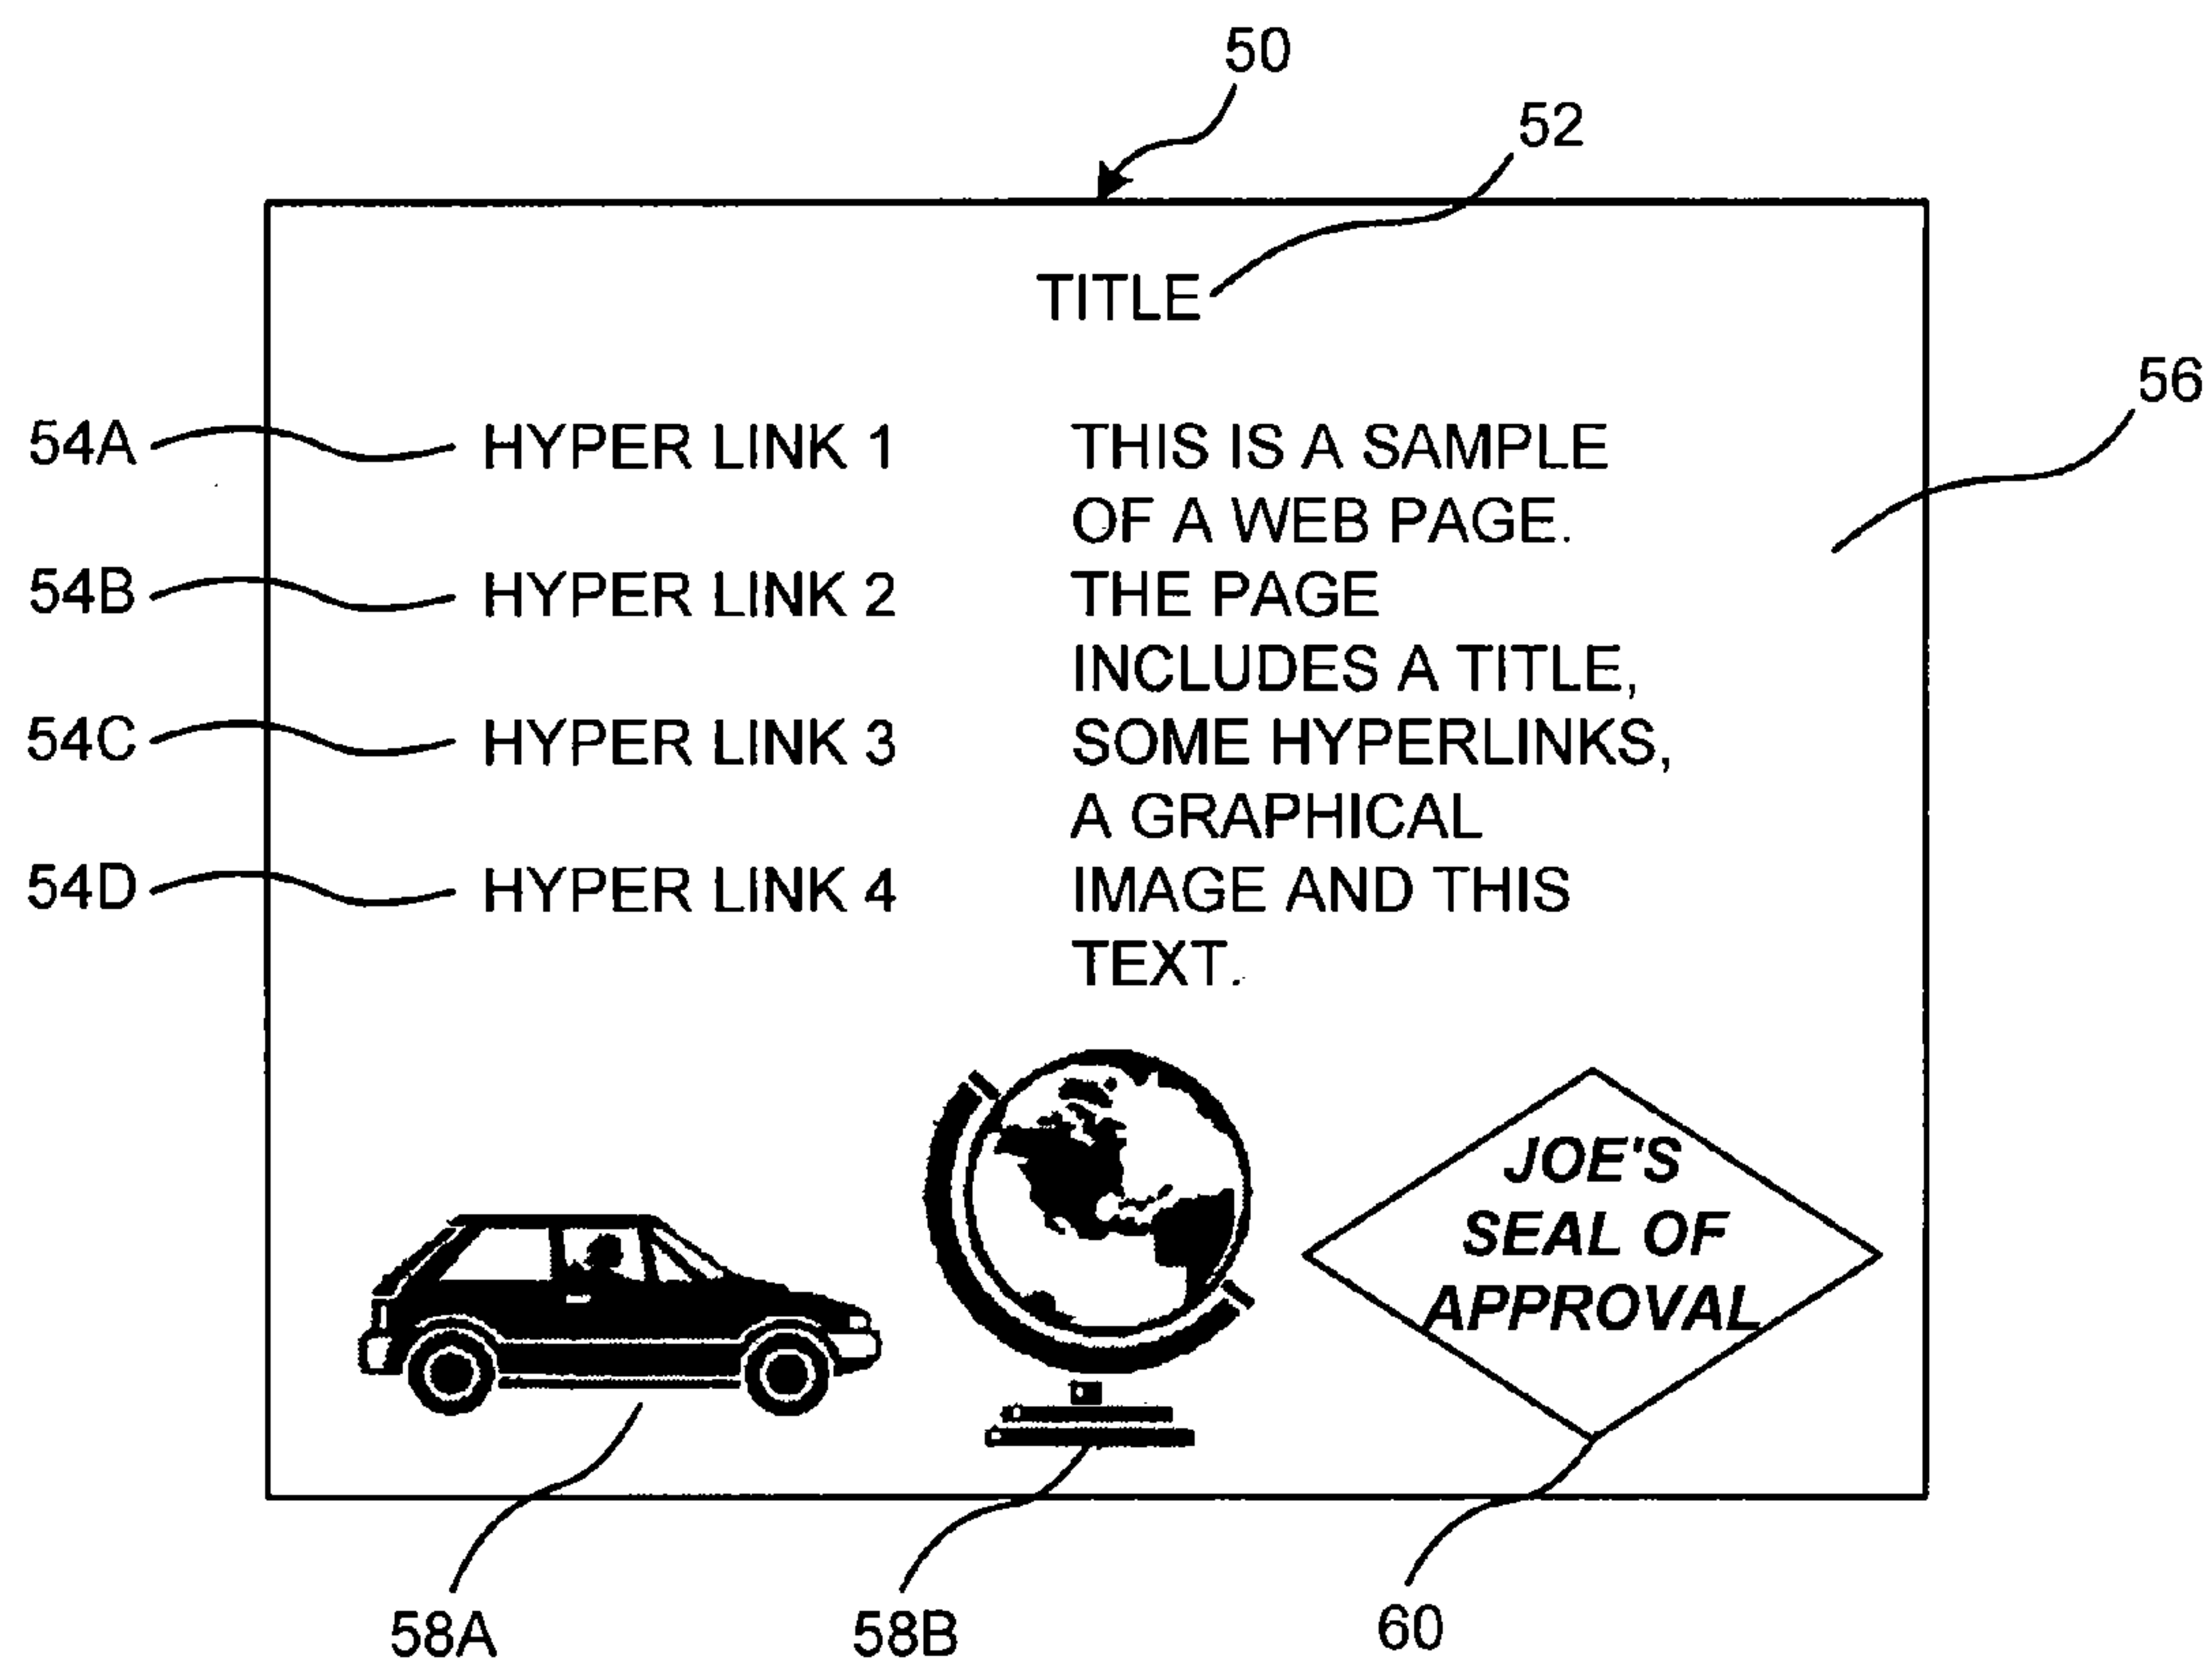 50
52
TITLE
56
54A HYPER LINK 1
54B HYPER LINK 2
54C HYPER LINK 3
54D HYPER LINK 4
THIS IS A SAMPLE
OF A WEB PAGE.
THE PAGE
INCLUDES A TITLE,
SOME HYPERLINKS,
A GRAPHICAL
IMAGE AND THIS
TEXT.
JOE'S
SEAL OF
APPROVAL
58A
58B
60